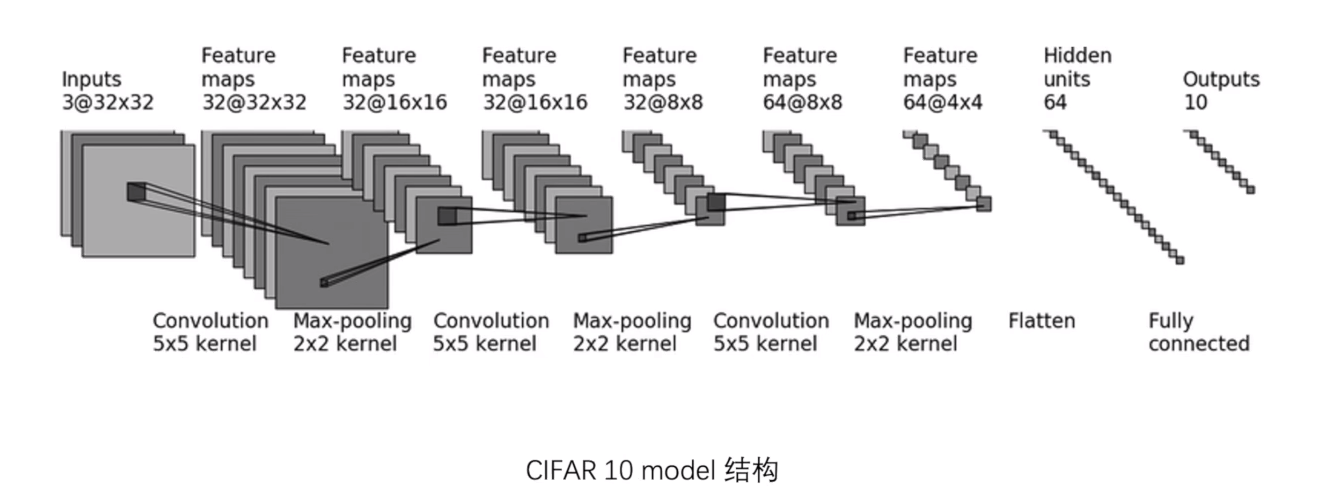 Inputs
3@32x32
Feature
maps
32@32x32
Feature
maps
32@16x16
Feature
maps
32@16x16
Feature
maps
32@8x8
Feature
maps
64@8x8
Feature
maps
64@4x4
Hidden
units
64
Outputs
10
Convolution
5x5 kernel
Max-pooling
2x2 kernel
Convolution
5x5 kernel
Max-pooling
2x2 kernel
Convolution
5x5 kernel
Max-pooling
2x2 kernel
Flatten
Fully
connected
CIFAR 10 model 结构